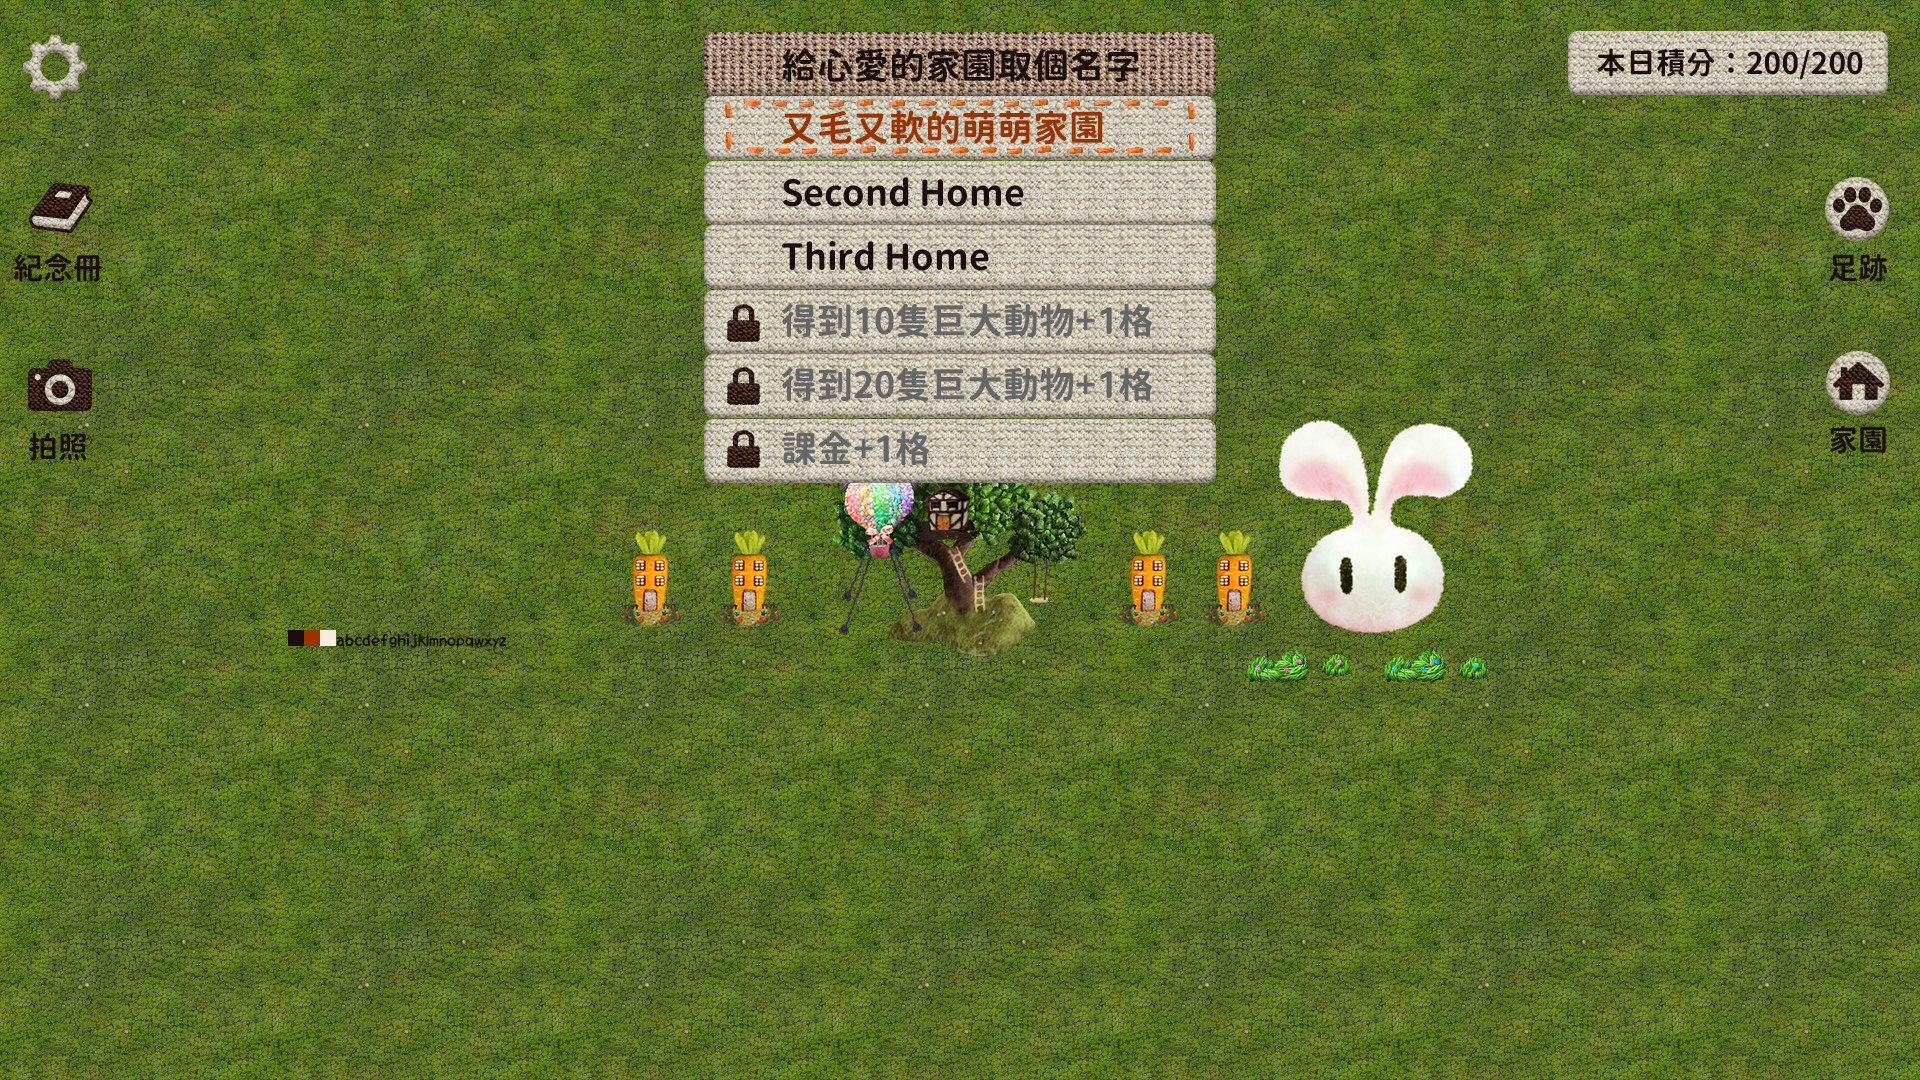 給心愛的家園取個名字
本日積分：200/200
又毛又軟的萌萌家園
Second Home
Third Home
得到10隻巨大動物+1格
得到20隻巨大動物+1格
課金+1格
紀念冊
足跡
拍照
家園
abcdefghijklmnopqwxyz